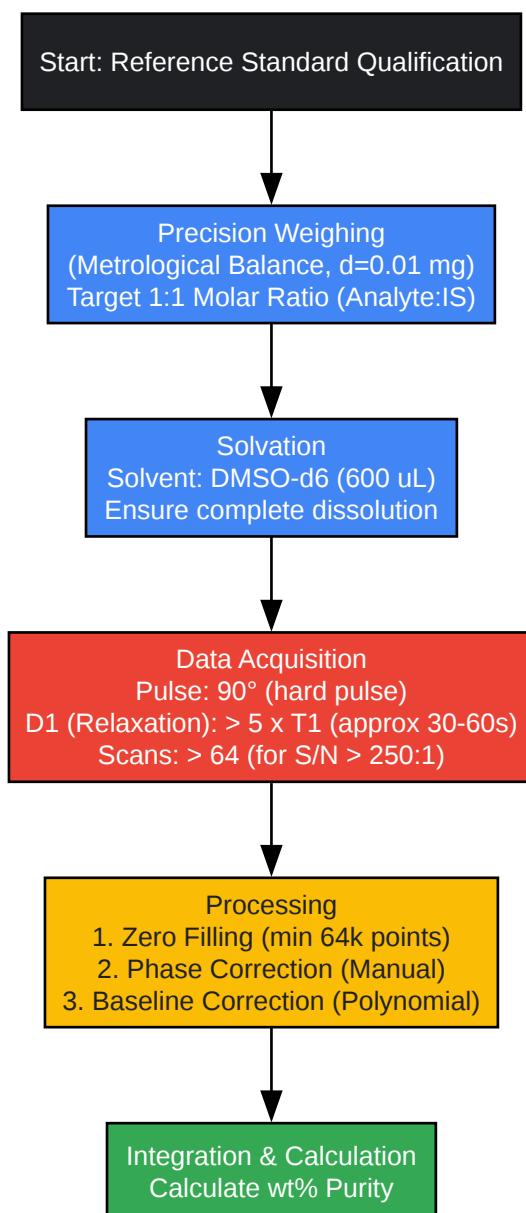 Start: Reference Standard Qualification
Precision Weighing
(Metrological Balance, d=0.01 mg)
Target 1:1 Molar Ratio (Analyte:IS)
Solvation
Solvent: DMSO-d6 (600 uL)
Ensure complete dissolution
Data Acquisition
Pulse: 90° (hard pulse)
D1 (Relaxation): > 5 x T1 (approx 30-60s)
Scans: > 64 (for S/N > 250:1)
Processing
1. Zero Filling (min 64k points)
2. Phase Correction (Manual)
3. Baseline Correction (Polynomial)
Integration & Calculation
Calculate wt% Purity